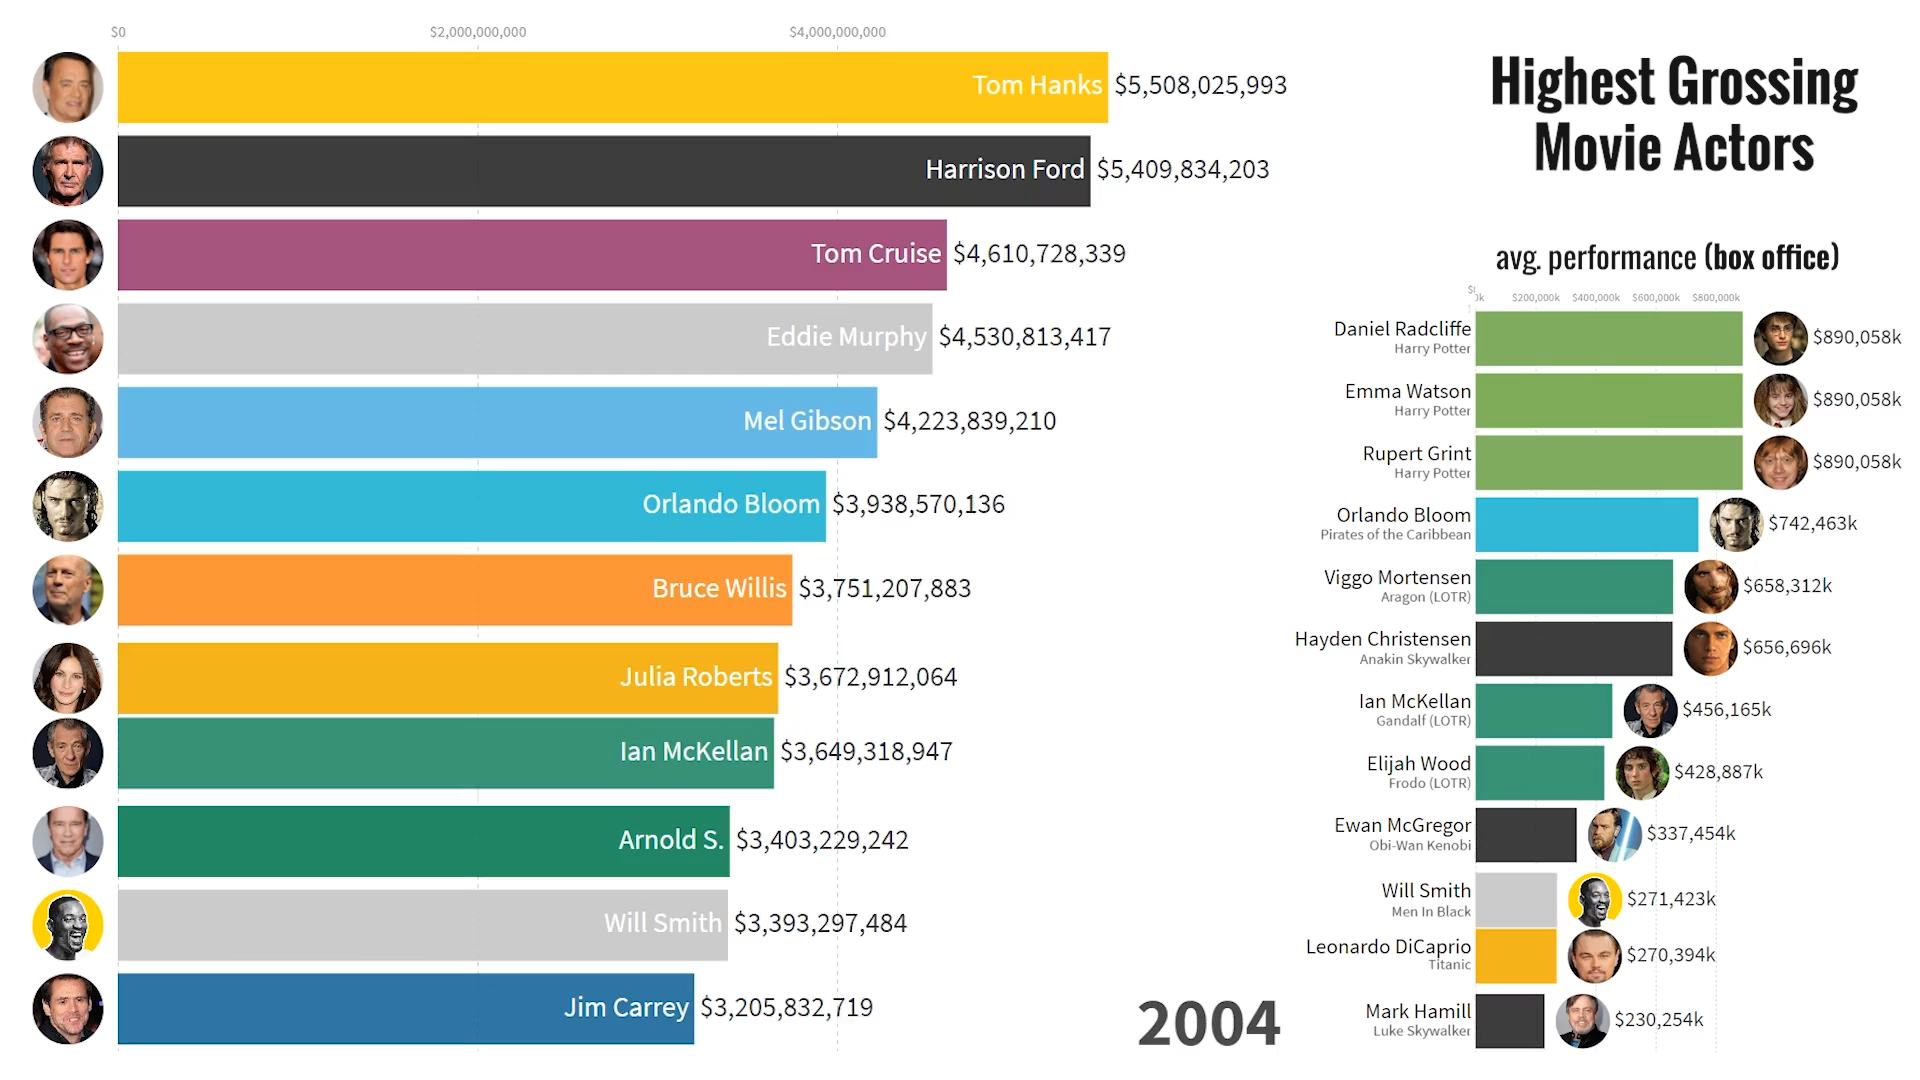 $0 $2,000,000,000 $4,000,000,000
Tom Hanks $5,508,025,993
Harrison Ford $5,409,834,203
Tom Cruise $4,610,728,339
Eddie Murphy $4,530,813,417
Mel Gibson $4,223,839,210
Orlando Bloom $3,938,570,136
Bruce Willis $3,751,207,883
Julia Roberts $3,672,912,064
Ian McKellan $3,649,318,947
Arnold S. $3,403,229,242
Will Smith $3,393,297,484
Jim Carrey $3,205,832,719
2004
Highest Grossing
Movie Actors
avg. performance (box office)
$200,000k $400,000k $600,000k $800,000k
Daniel Radcliffe $890,058k
Harry Potter
Emma Watson $890,058k
Harry Potter
Rupert Grint $890,058k
Harry Potter
Orlando Bloom $742,463k
Pirates of the Caribbean
Viggo Mortensen $658,312k
Aragon (LOTR)
Hayden Christensen $656,696k
Anakin Skywalker
Ian McKellan $456,165k
Gandalf (LOTR)
Elijah Wood $428,887k
Frodo (LOTR)
Ewan McGregor $337,454k
Obi-Wan Kenobi
Will Smith $271,423k
Men In Black
Leonardo DiCaprio $270,394k
Titanic
Mark Hamill $230,254k
Luke Skywalker